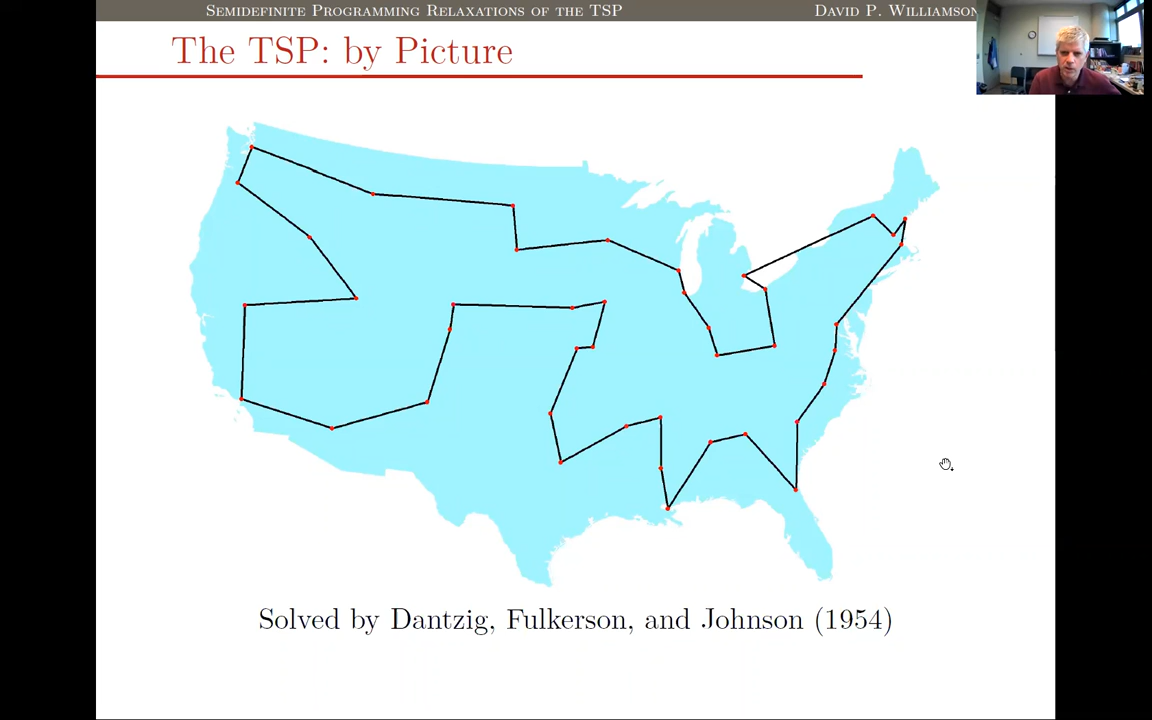 Semidefinite Programming Relaxations of the TSP
David P. Williamson
The TSP: by Picture
Solved by Dantzig, Fulkerson, and Johnson (1954)